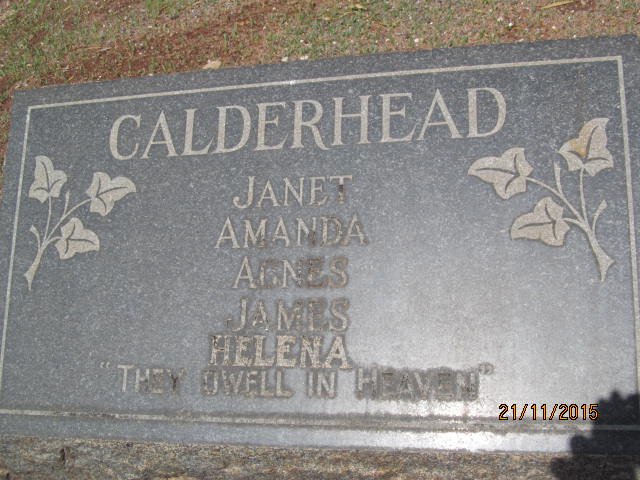 CALDERHEAD
JANET
AMANDA
AGNES
JAMES
HELENA
"THEY DWELL IN HEAVEN"
21/11/2015